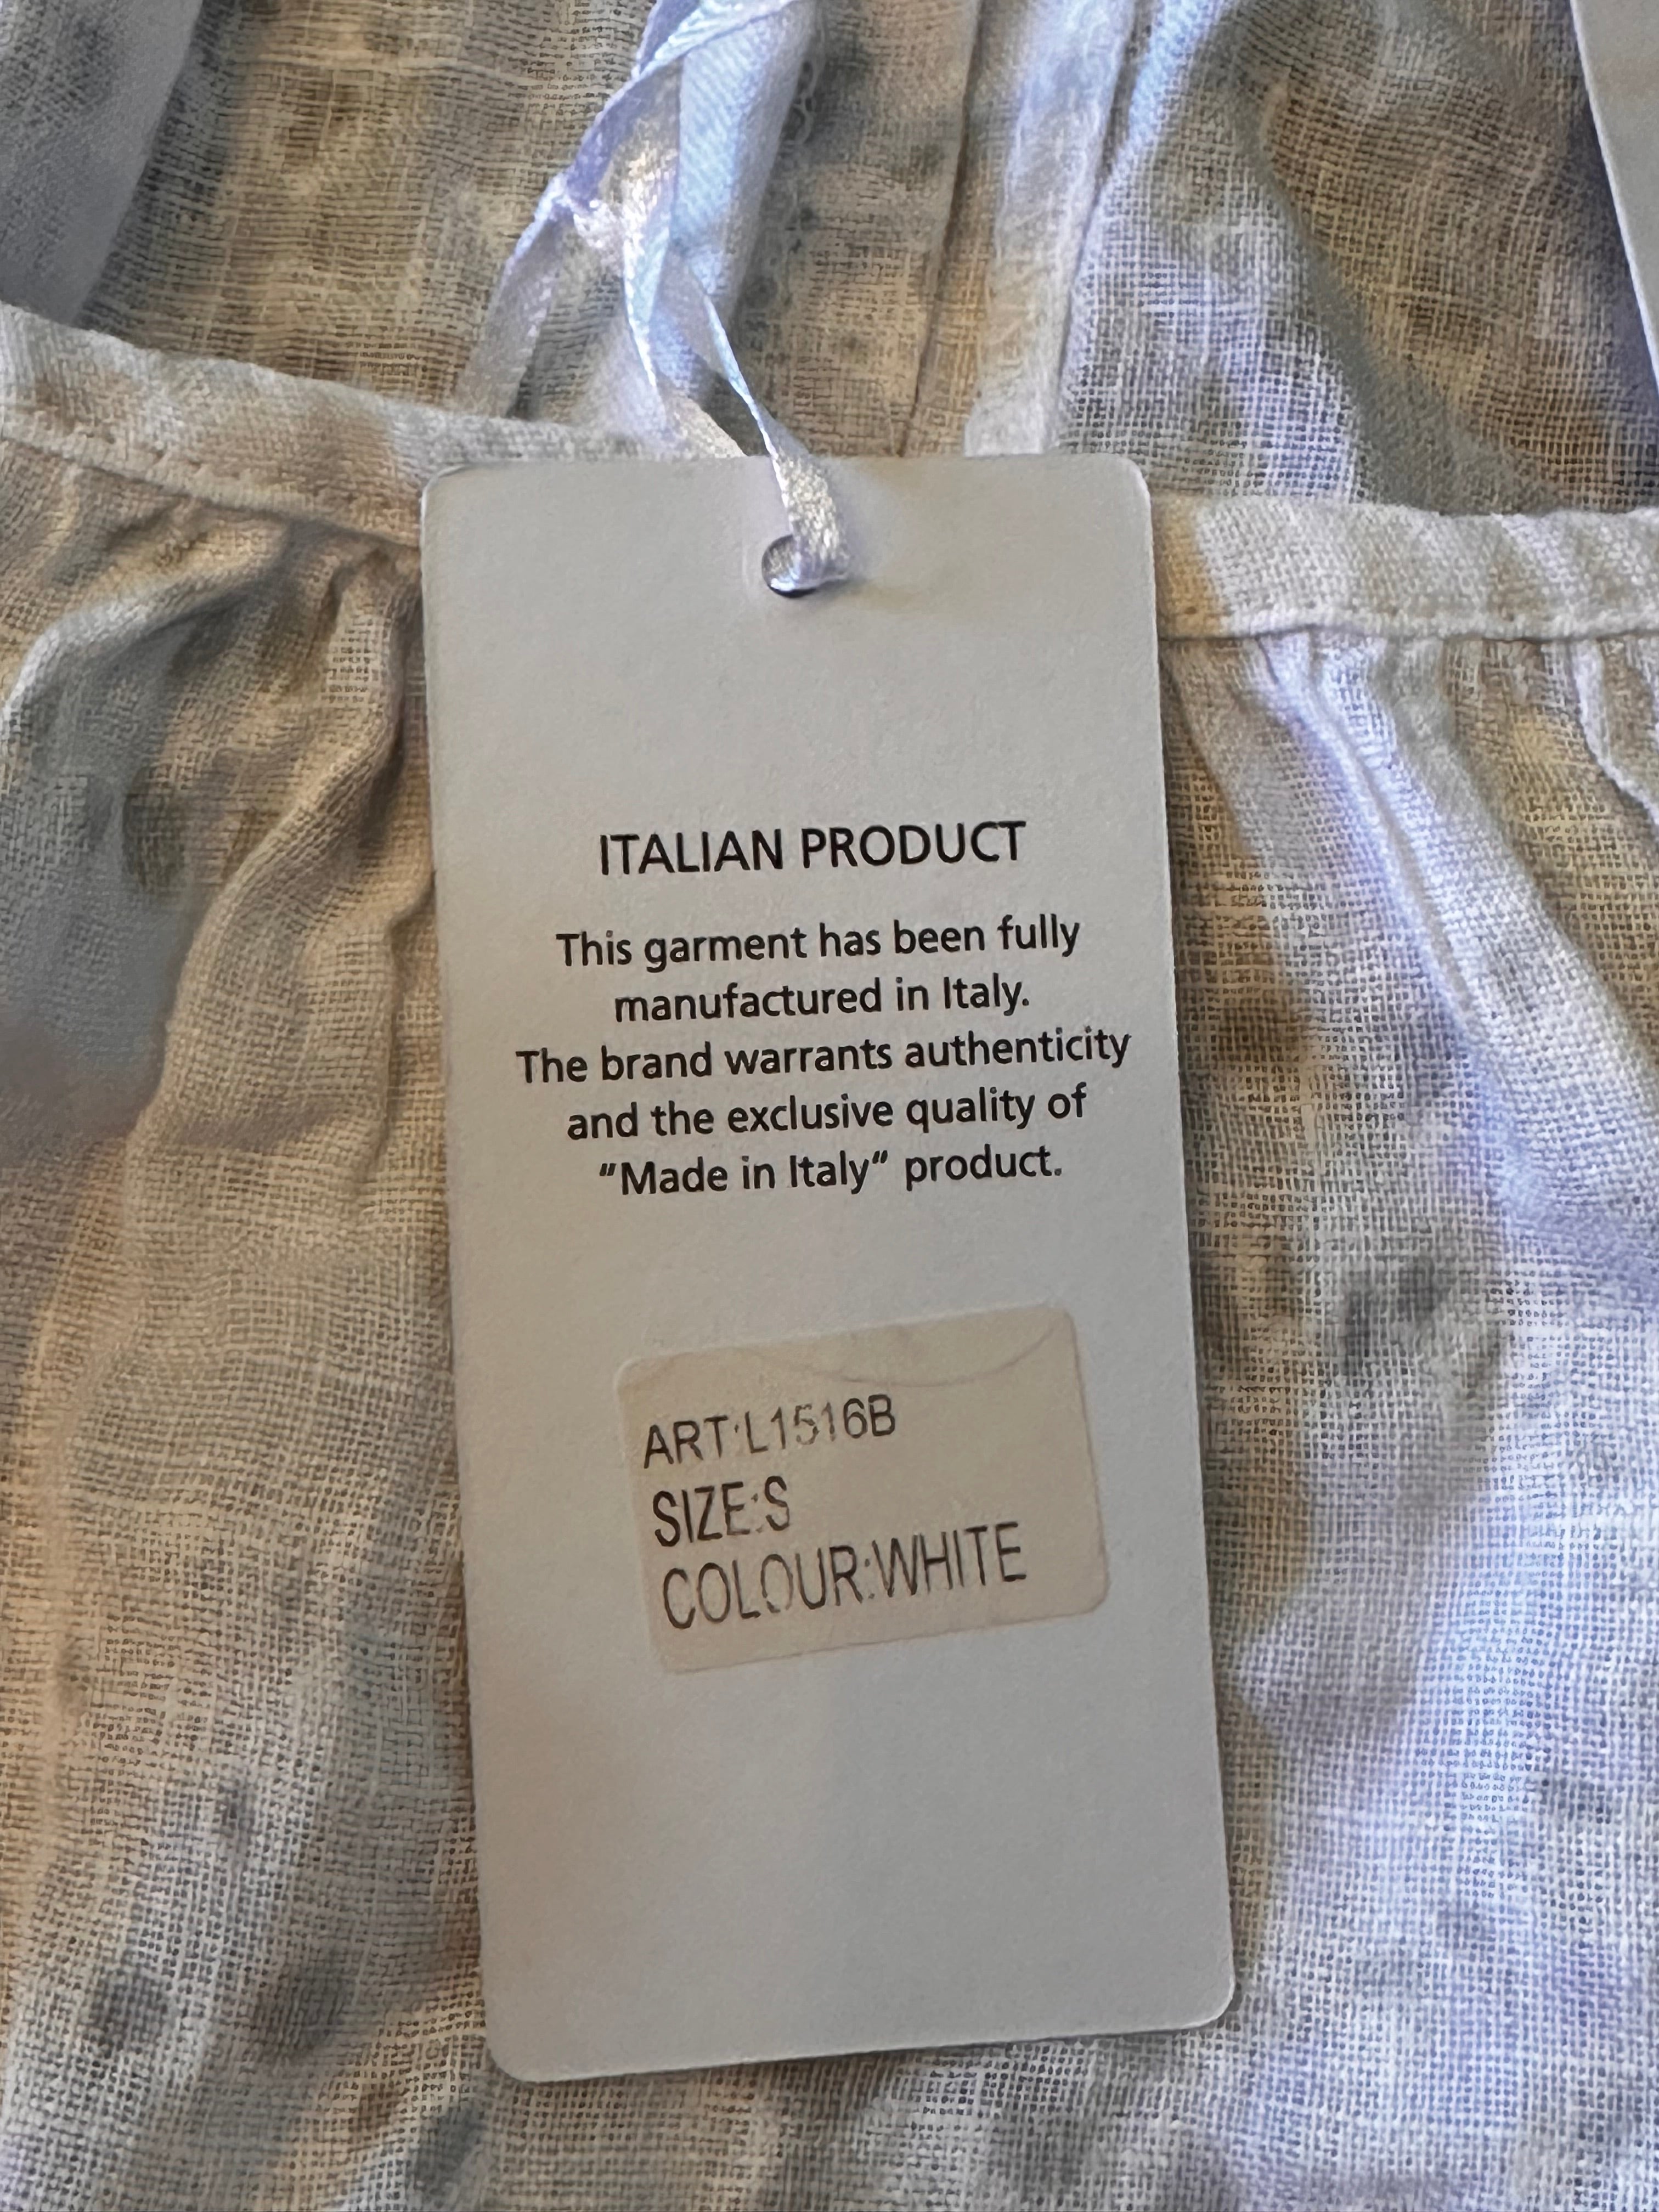 ITALIAN PRODUCT
This garment has been fully
manufactured in Italy.
The brand warrants authenticity
and the exclusive quality of
"Made in Italy" product.
ART:L1516B
SIZE:S
COLOUR:WHITE